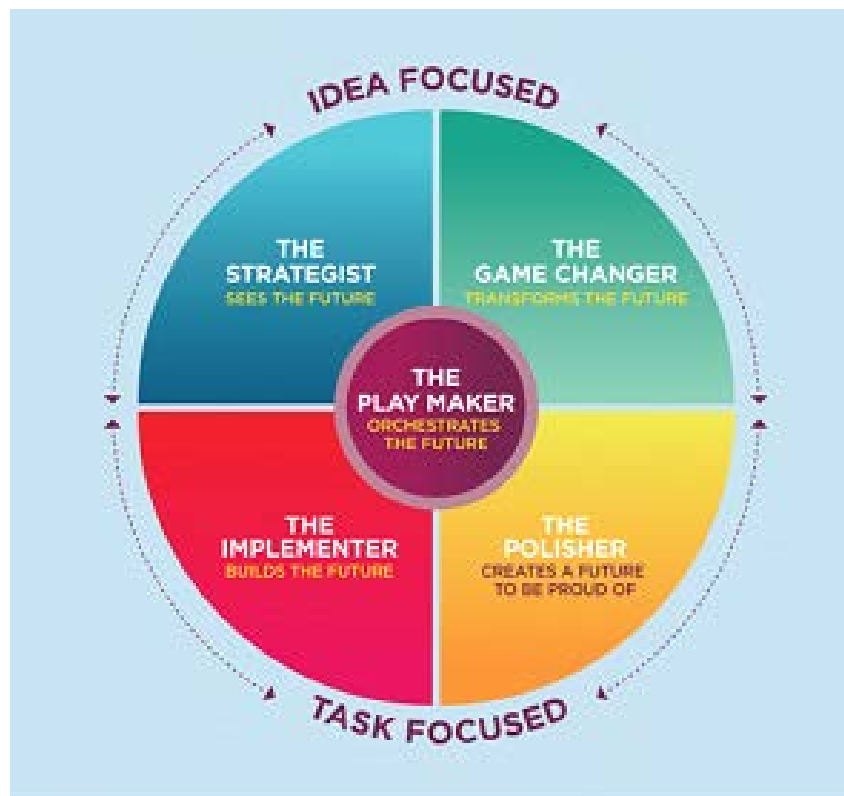 IDEA FOCUSED
THE
STRATEGIST
SEES THE FUTURE
THE
GAME CHANGER
TRANSFORMS THE FUTURE
THE
PLAY MAKER
ORCHESTRATES
THE FUTURE
THE
IMPLEMENTER
BUILDS THE FUTURE
THE
POLISHER
CREATES A FUTURE
TO BE PROUD OF
TASK FOCUSED